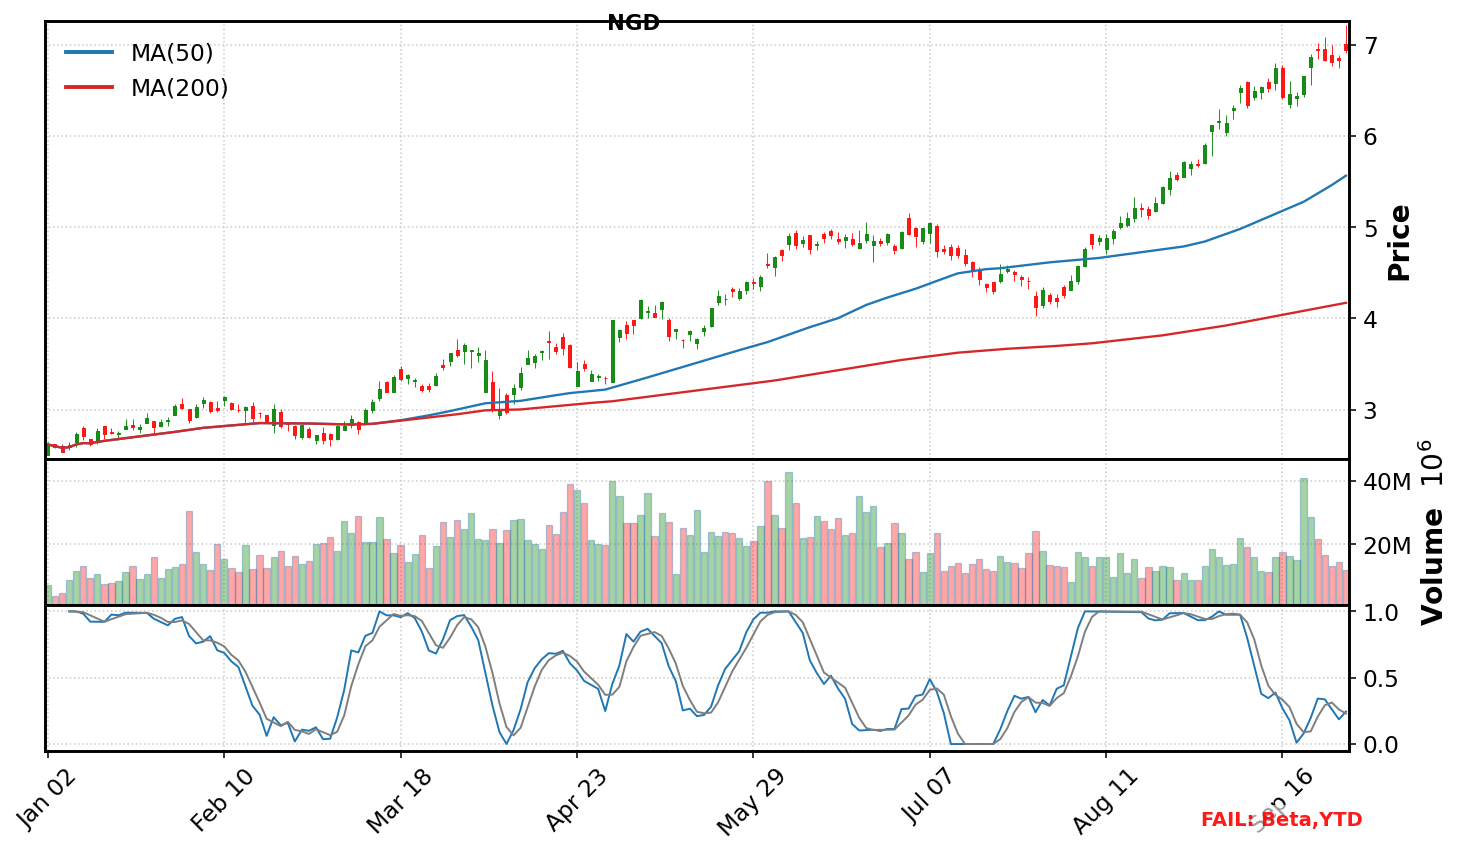 NGD
MA(50)
MA(200)
7
6
5
4
3
Price
40M
20M
Volume 10^6
1.0
0.5
0.0
Jan 02
Feb 10
Mar 18
Apr 23
May 29
Jul 07
Aug 11
Sep 16
FAIL: Beta,YTD